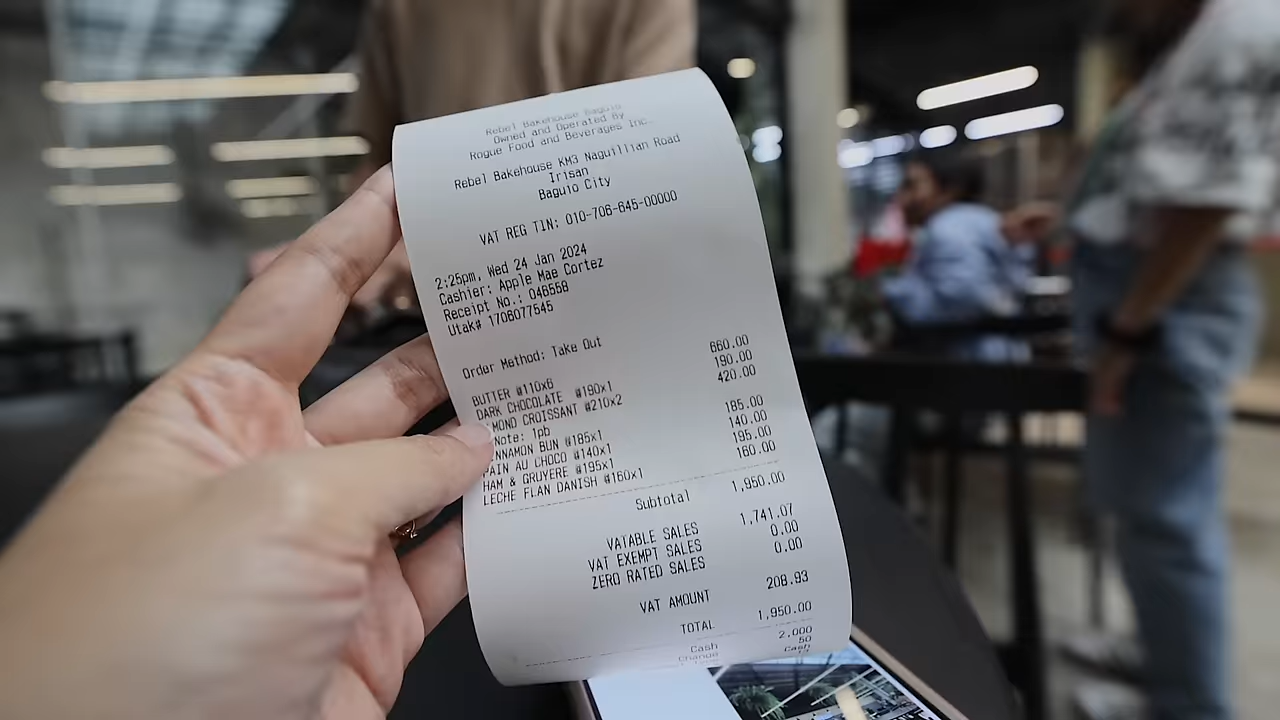 Rebel Bakehouse Baguio
Owned and Operated By
Rogue Food and Beverages Inc.
Rebel Bakehouse KM3 Naguillian Road
Irisan
Baguio City
VAT REG TIN: 010-706-645-00000
2:25pm, Wed 24 Jan 2024
Cashier: Apple Mae Cortez
Receipt No.: 046558
Utak# 1706077545
Order Method: Take Out
BUTTER @110x6 660.00
DARK CHOCOLATE @190x1 190.00
MOND CROISSANT @210x2 420.00
Note: 1pb
NNAMON BUN @185x1 185.00
AIN AU CHOCO @140x1 140.00
HAM & GRUYERE @195x1 195.00
LECHE FLAN DANISH @160x1 160.00
Subtotal 1,950.00
VATABLE SALES 1,741.07
VAT EXEMPT SALES 0.00
ZERO RATED SALES 0.00
VAT AMOUNT 208.93
TOTAL 1,950.00
Cash 2,000
Change 50
Cash